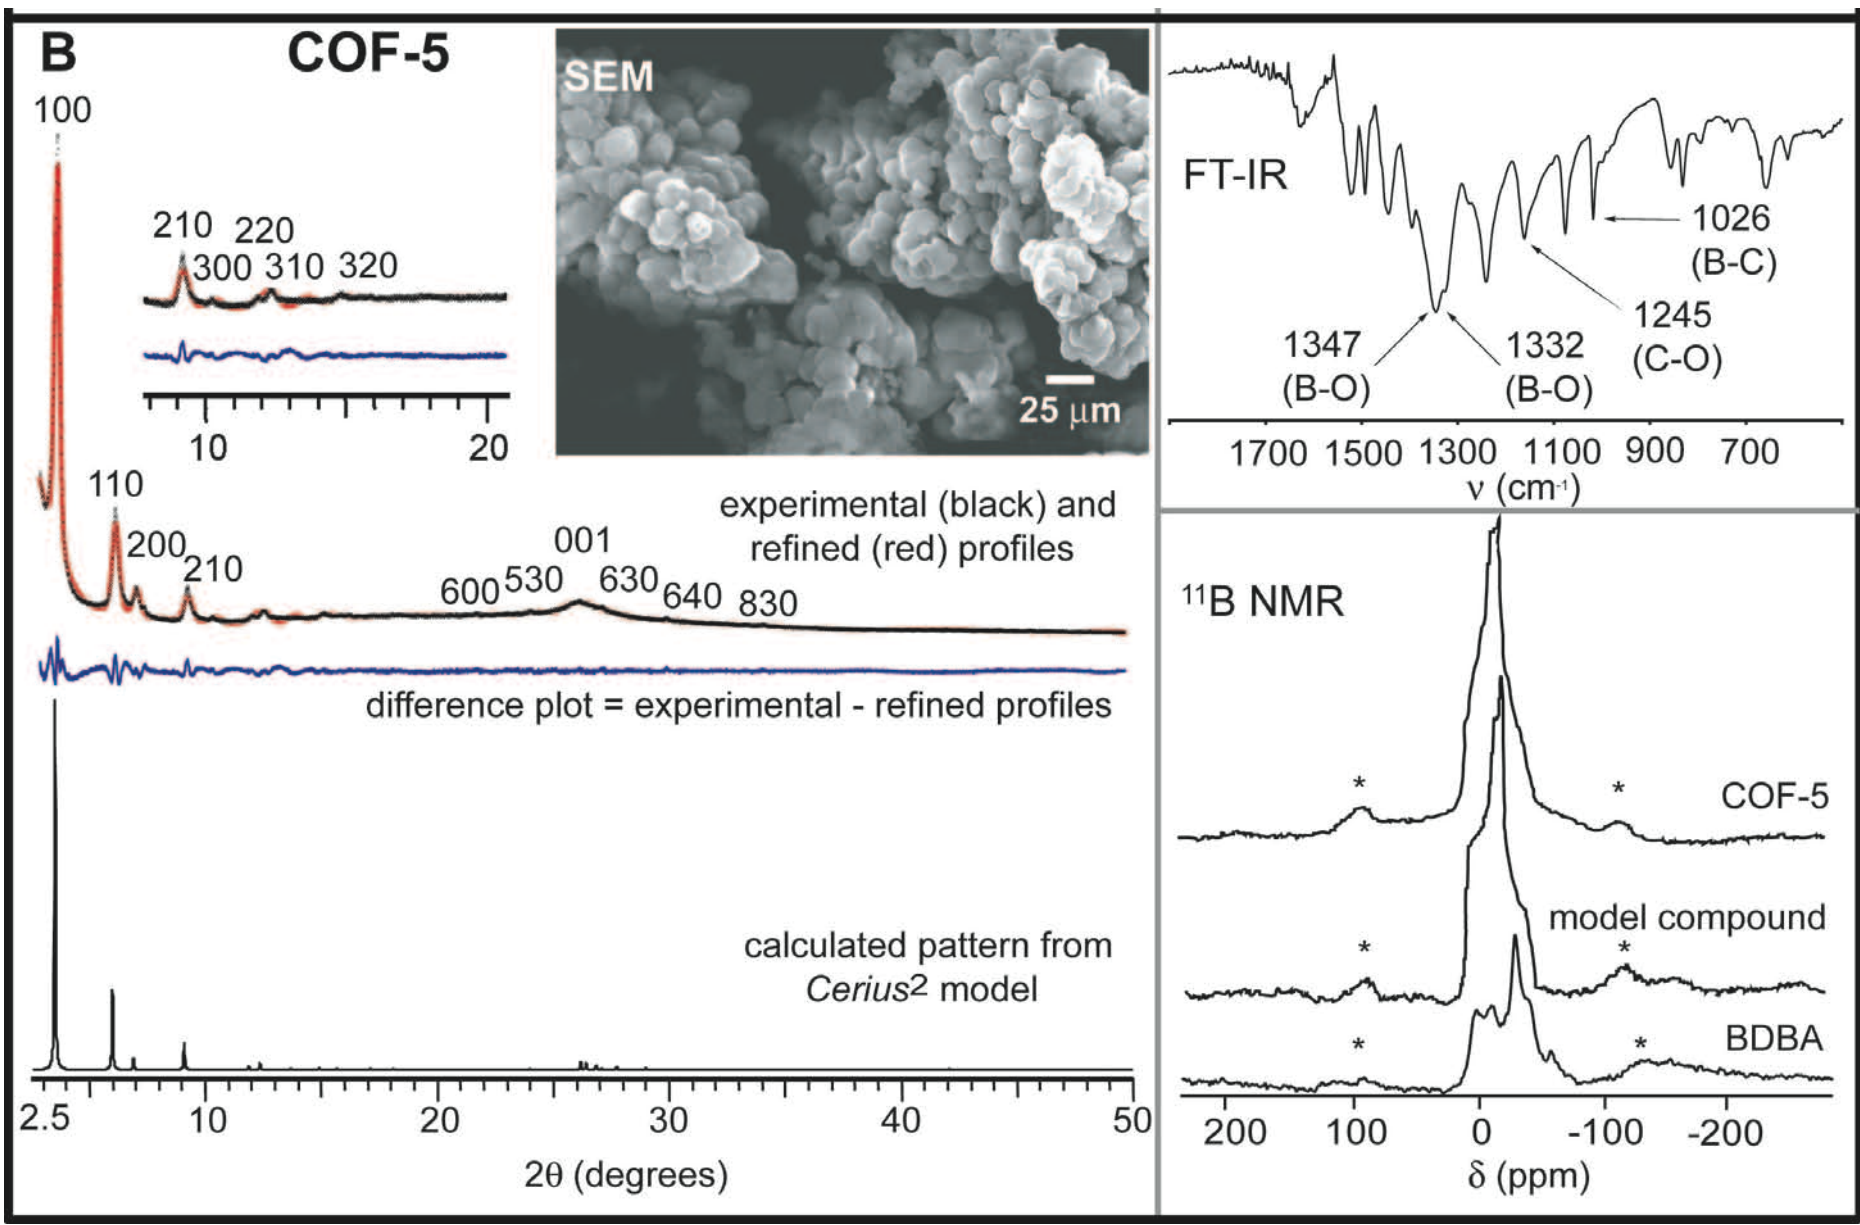 B
COF-5
100
210
220
300
310
320
10
20
SEM
25 μm
110
200
210
600
530
001
630
640
830
experimental (black) and
refined (red) profiles
difference plot = experimental - refined profiles
calculated pattern from
Cerius2 model
2.5
10
20
30
40
50
2θ (degrees)
FT-IR
1026
(B-C)
1245
(C-O)
1347
(B-O)
1332
(B-O)
1700 1500 1300 1100 900 700
ν (cm-1)
11B NMR
* *
COF-5
model compound
* *
BDBA
* *
200 100 0 -100 -200
δ (ppm)